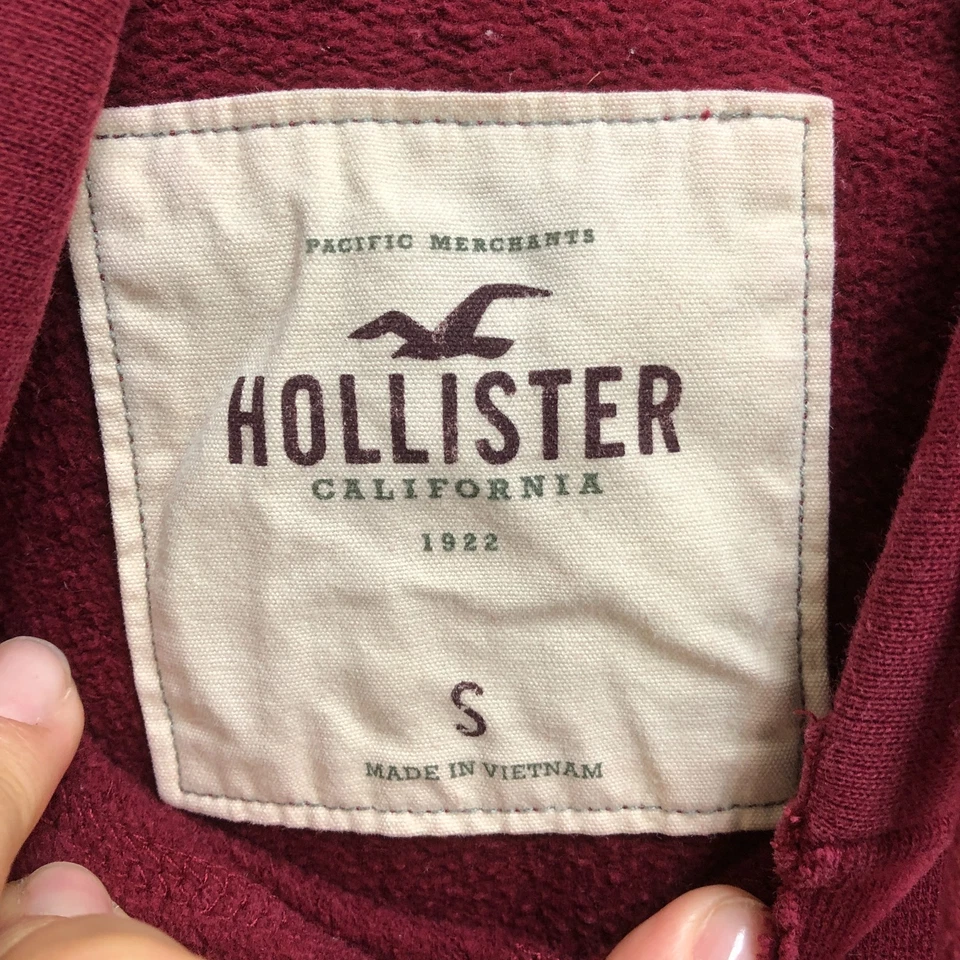 PACIFIC MERCHANTS
HOLLISTER
CALIFORNIA
1922
S
MADE IN VIETNAM